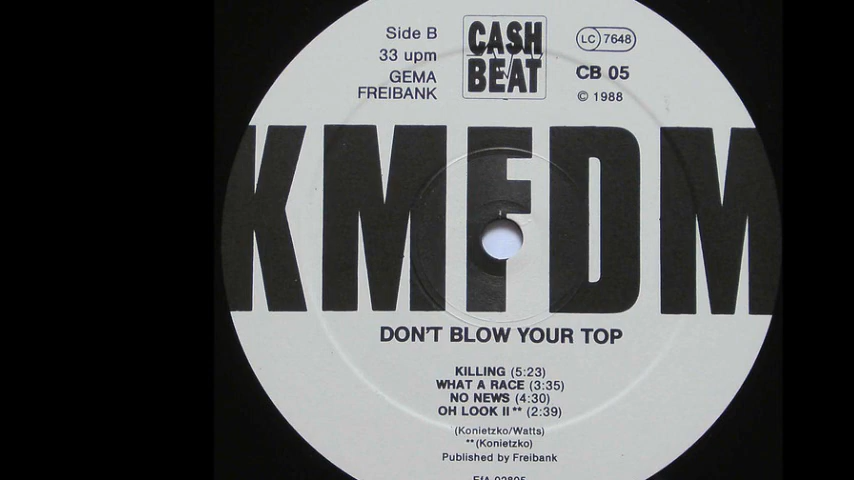 Side B
33 upm
GEMA
FREIBANK
CASH
BEAT
LC 7648
CB 05
© 1988
KMFDM
DON'T BLOW YOUR TOP
KILLING (5:23)
WHAT A RACE (3:35)
NO NEWS (4:30)
OH LOOK II** (2:39)
(Konietzko/Watts)
**(Konietzko)
Published by Freibank
EfA 02805